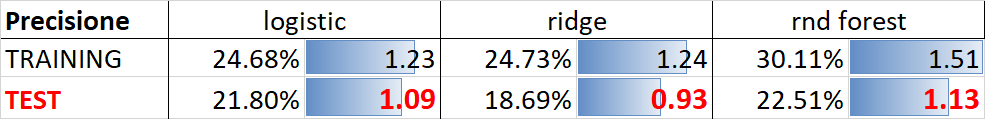 Precisione logistic ridge rnd forest
TRAINING 24.68% 1.23 24.73% 1.24 30.11% 1.51
TEST 21.80% 1.09 18.69% 0.93 22.51% 1.13